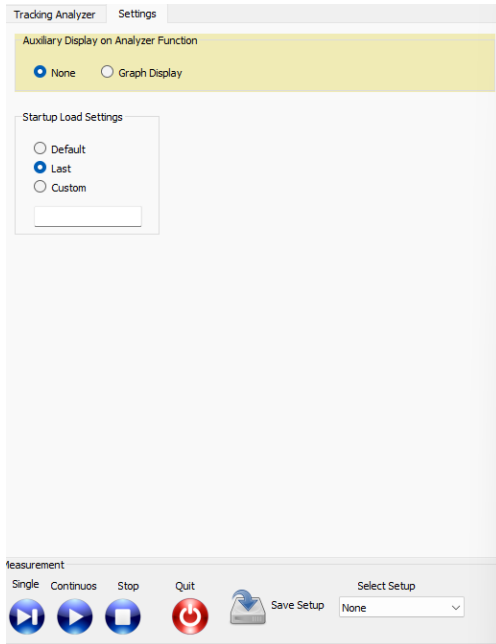 Tracking Analyzer Settings
Auxiliary Display on Analyzer Function
None Graph Display
Startup Load Settings
Default
Last
Custom
Measurement
Single Continuos Stop Quit Select Setup
Save Setup None